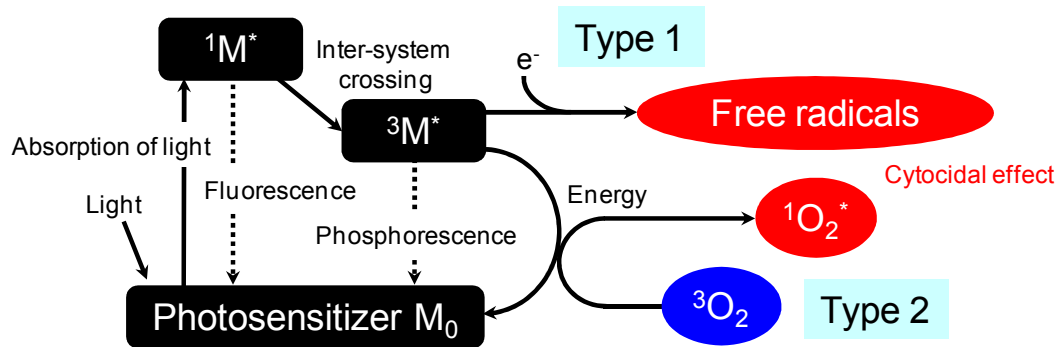 ¹M*
Inter-system
crossing
e⁻
Type 1
³M*
Free radicals
Absorption of light
Cytocidal effect
Fluorescence
Energy
Light
¹O₂*
Phosphorescence
Photosensitizer M₀
³O₂
Type 2